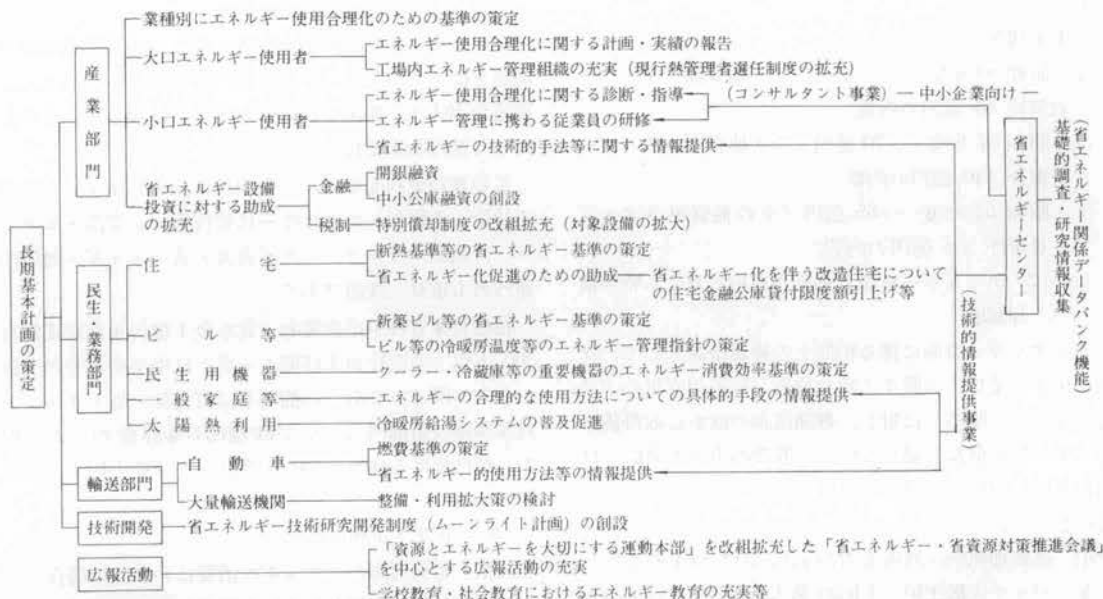 長期基本計画の策定
産業部門
業種別にエネルギー使用合理化のための基準の策定
大口エネルギー使用者
エネルギー使用合理化に関する計画・実績の報告
工場内エネルギー管理組織の充実(現行熱管理者選任制度の拡充)
小口エネルギー使用者
エネルギー使用合理化に関する診断・指導
エネルギー管理に携わる従業員の研修
省エネルギーの技術的手法等に関する情報提供
(コンサルタント事業)
中小企業向け
省エネルギー設備
投資に対する助成
の拡充
金融
開銀融資
中小公庫融資の創設
税制
特別償却制度の改組拡充(対象設備の拡大)
民生・業務部門
住宅
断熱基準等の省エネルギー基準の策定
省エネルギー化促進のための助成
省エネルギー化を伴う改造住宅について
の住宅金融公庫貸付限度額引上げ等
ビル等
新築ビル等の省エネルギー基準の策定
ビル等の冷暖房温度等のエネルギー管理指針の策定
民生用機器
クーラー・冷蔵庫等の重要機器のエネルギー消費効率基準の策定
一般家庭等
エネルギーの合理的な使用方法についての具体的手段の情報提供
太陽熱利用
冷暖房給湯システムの普及促進
輸送部門
自動車
燃費基準の策定
省エネルギー的使用方法等の情報提供
大量輸送機関
整備・利用拡大策の検討
技術開発
省エネルギー技術研究開発制度(ムーンライト計画)の創設
広報活動
「資源とエネルギーを大切にする運動本部」を改組拡充した「省エネルギー・省資源対策推進会議」
を中心とする広報活動の充実
学校教育・社会教育におけるエネルギー教育の充実等
(技術的情報提供事業)
省エネルギーセンター
基礎的調査・研究情報収集
(省エネルギー関係データバンク機能)